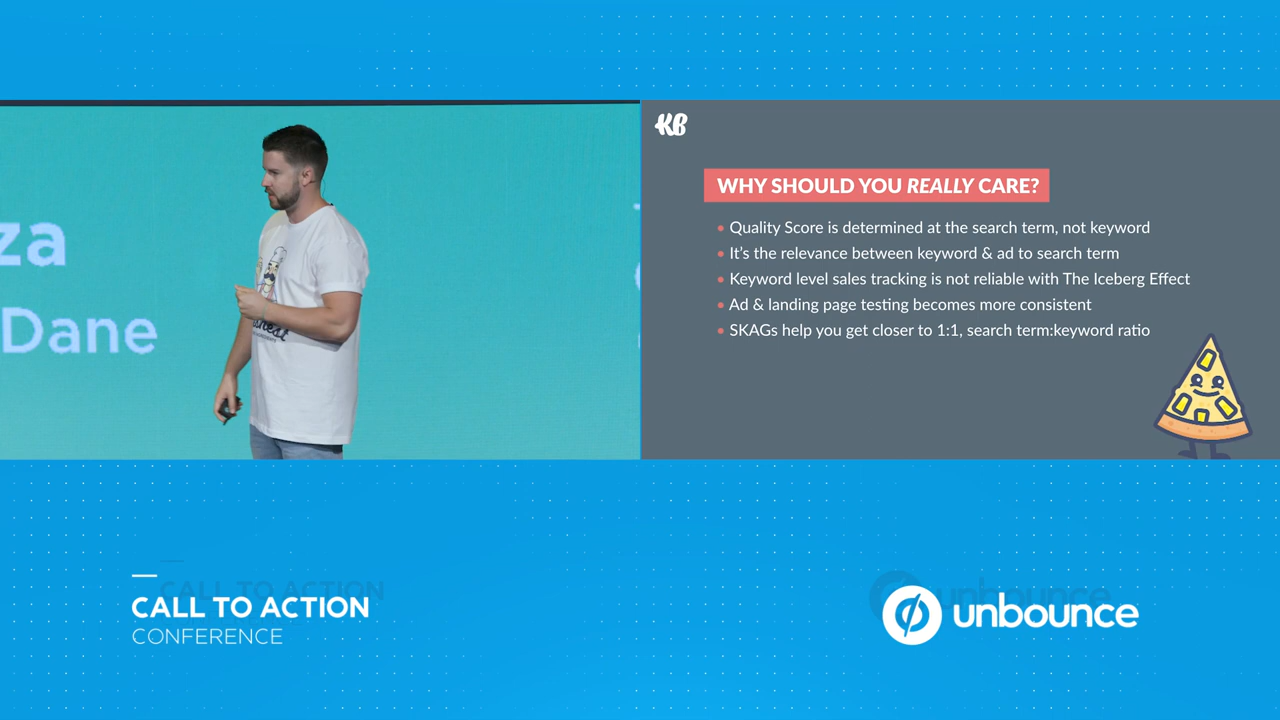 za
Dane
KB
WHY SHOULD YOU REALLY CARE?
• Quality Score is determined at the search term, not keyword
• It's the relevance between keyword & ad to search term
• Keyword level sales tracking is not reliable with The Iceberg Effect
• Ad & landing page testing becomes more consistent
• SKAGs help you get closer to 1:1, search term:keyword ratio
CALL TO ACTION
CONFERENCE
unbounce